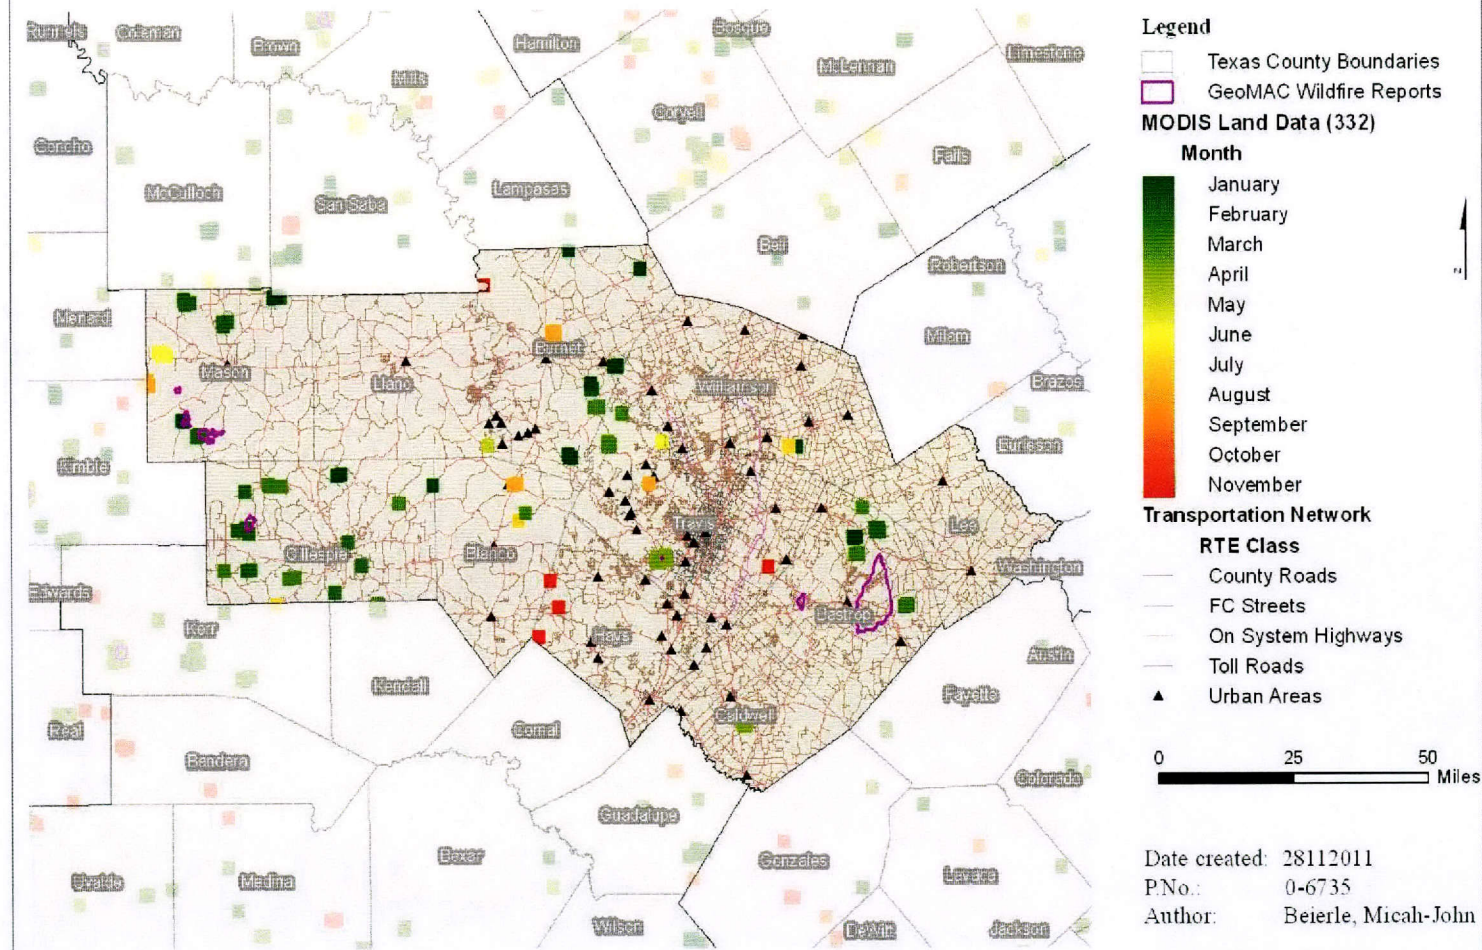 Runnels
Coleman
Brown
Hamilton
Bosque
McLennan
Limestone
Mills
Coryell
Concho
Falls
McCulloch
San Saba
Lampasas
Bell
Robertson
Menard
Milam
Burnet
Mason
Llano
Williamson
Brazos
Burleson
Kimble
Travis
Lee
Gillespie
Blanco
Washington
Edwards
Bastrop
Kerr
Hays
Austin
Kendall
Fayette
Real
Comal
Caldwell
Bandera
Colorado
Guadalupe
Bexar
Gonzales
Uvalde
Medina
Lavaca
Wilson
DeWitt
Jackson
Legend
Texas County Boundaries
GeoMAC Wildfire Reports
MODIS Land Data (332)
Month
January
February
March
April
May
June
July
August
September
October
November
Transportation Network
RTE Class
County Roads
FC Streets
On System Highways
Toll Roads
Urban Areas
0 25 50
Miles
Date created: 28112011
P.No.: 0-6735
Author: Beierle, Micah-John